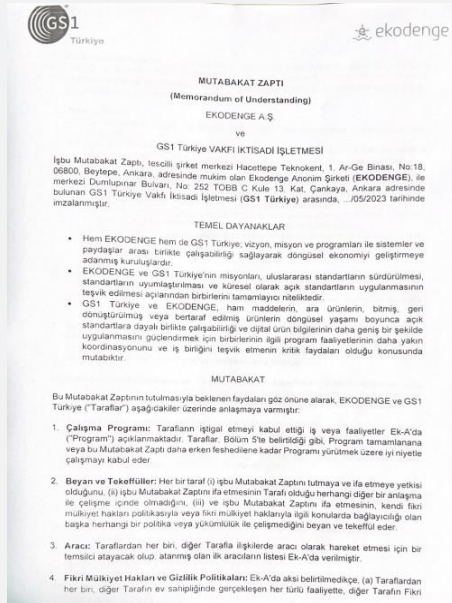 GS1
Türkiye
ekodenge
MUTABAKAT ZAPTI
(Memorandum of Understanding)
EKODENGE A.Ş.
ve
GS1 Türkiye VAKFI İKTİSADİ İŞLETMESİ
İşbu Mutabakat Zaptı, tescilli şirket merkezi Hacettepe Teknokent, 1. Ar-Ge Binası, No:18,
06800, Beytepe, Ankara, adresinde mukim olan Ekodenge Anonim Şirketi (EKODENGE), ile
merkezi Dumlupınar Bulvarı, No: 252 TOBB C Kule 13. Kat, Çankaya, Ankara adresinde
bulunan GS1 Türkiye Vakfı İktisadi İşletmesi (GS1 Türkiye) arasında, .../05/2023 tarihinde
imzalanmıştır.
TEMEL DAYANAKLAR
• Hem EKODENGE hem de GS1 Türkiye; vizyon, misyon ve programları ile sistemler ve
paydaşlar arası birlikte çalışabilirliği sağlayarak döngüsel ekonomiyi geliştirmeye
adanmış kuruluşlardır.
• EKODENGE ve GS1 Türkiye'nin misyonları, uluslararası standartların sürdürülmesi,
standartların uyumlaştırılması ve küresel olarak açık standartların uygulanmasının
teşvik edilmesi açılarından birbirlerini tamamlayıcı niteliktedir.
• GS1 Türkiye ve EKODENGE, ham maddelerin, ara ürünlerin, bitmiş, geri
dönüştürülmüş veya bertaraf edilmiş ürünlerin döngüsel yaşamı boyunca açık
standartlara dayalı birlikte çalışabilirliği ve dijital ürün bilgilerinin daha geniş bir şekilde
uygulanmasını güçlendirmek için birbirlerinin ilgili program faaliyetlerinin daha yakın
koordinasyonunu ve iş birliğini teşvik etmenin kritik faydaları olduğu konusunda
mutabıktır.
MUTABAKAT
Bu Mutabakat Zaptının tutulmasıyla beklenen faydaları göz önüne alarak, EKODENGE ve GS1
Türkiye ("Taraflar") aşağıdakiler üzerinde anlaşmaya varmıştır:
1. Çalışma Programı: Tarafların iştigal etmeyi kabul ettiği iş veya faaliyetler Ek-A'da
("Program") açıklanmaktadır. Taraflar, Bölüm 5'te belirtildiği gibi, Program tamamlanana
veya bu Mutabakat Zaptı daha erken feshedilene kadar Programı yürütmek üzere iyi niyetle
çalışmayı kabul eder.
2. Beyan ve Tekeffüller: Her bir taraf (i) işbu Mutabakat Zaptını tutmaya ve ifa etmeye yetkisi
olduğunu, (ii) işbu Mutabakat Zaptını ifa etmesinin Tarafı olduğu herhangi diğer bir anlaşma
ile çelişme içinde olmadığını, (ii) ve işbu Mutabakat Zaptını ifa etmesinin, kendi fikri
mülkiyet hakları politikasıyla veya fikri mülkiyet haklarıyla ilgili konularda bağlayıcılığı olan
başka herhangi bir politika veya yükümlülük ile çelişmediğini beyan ve tekeffül eder.
3. Aracı: Taraflardan her biri, diğer Tarafla ilişkilerde aracı olarak hareket etmesi için bir
temsilci atayacak olup, atanmış olan ilk aracıların listesi Ek-A'da verilmiştir.
4. Fikri Mülkiyet Hakları ve Gizlilik Politikaları: Ek-A'da aksi belirtilmedikçe, (a) Taraflardan
her biri, diğer Tarafın ev sahipliğinde gerçekleşen her türlü faaliyette, diğer Tarafın Fikri